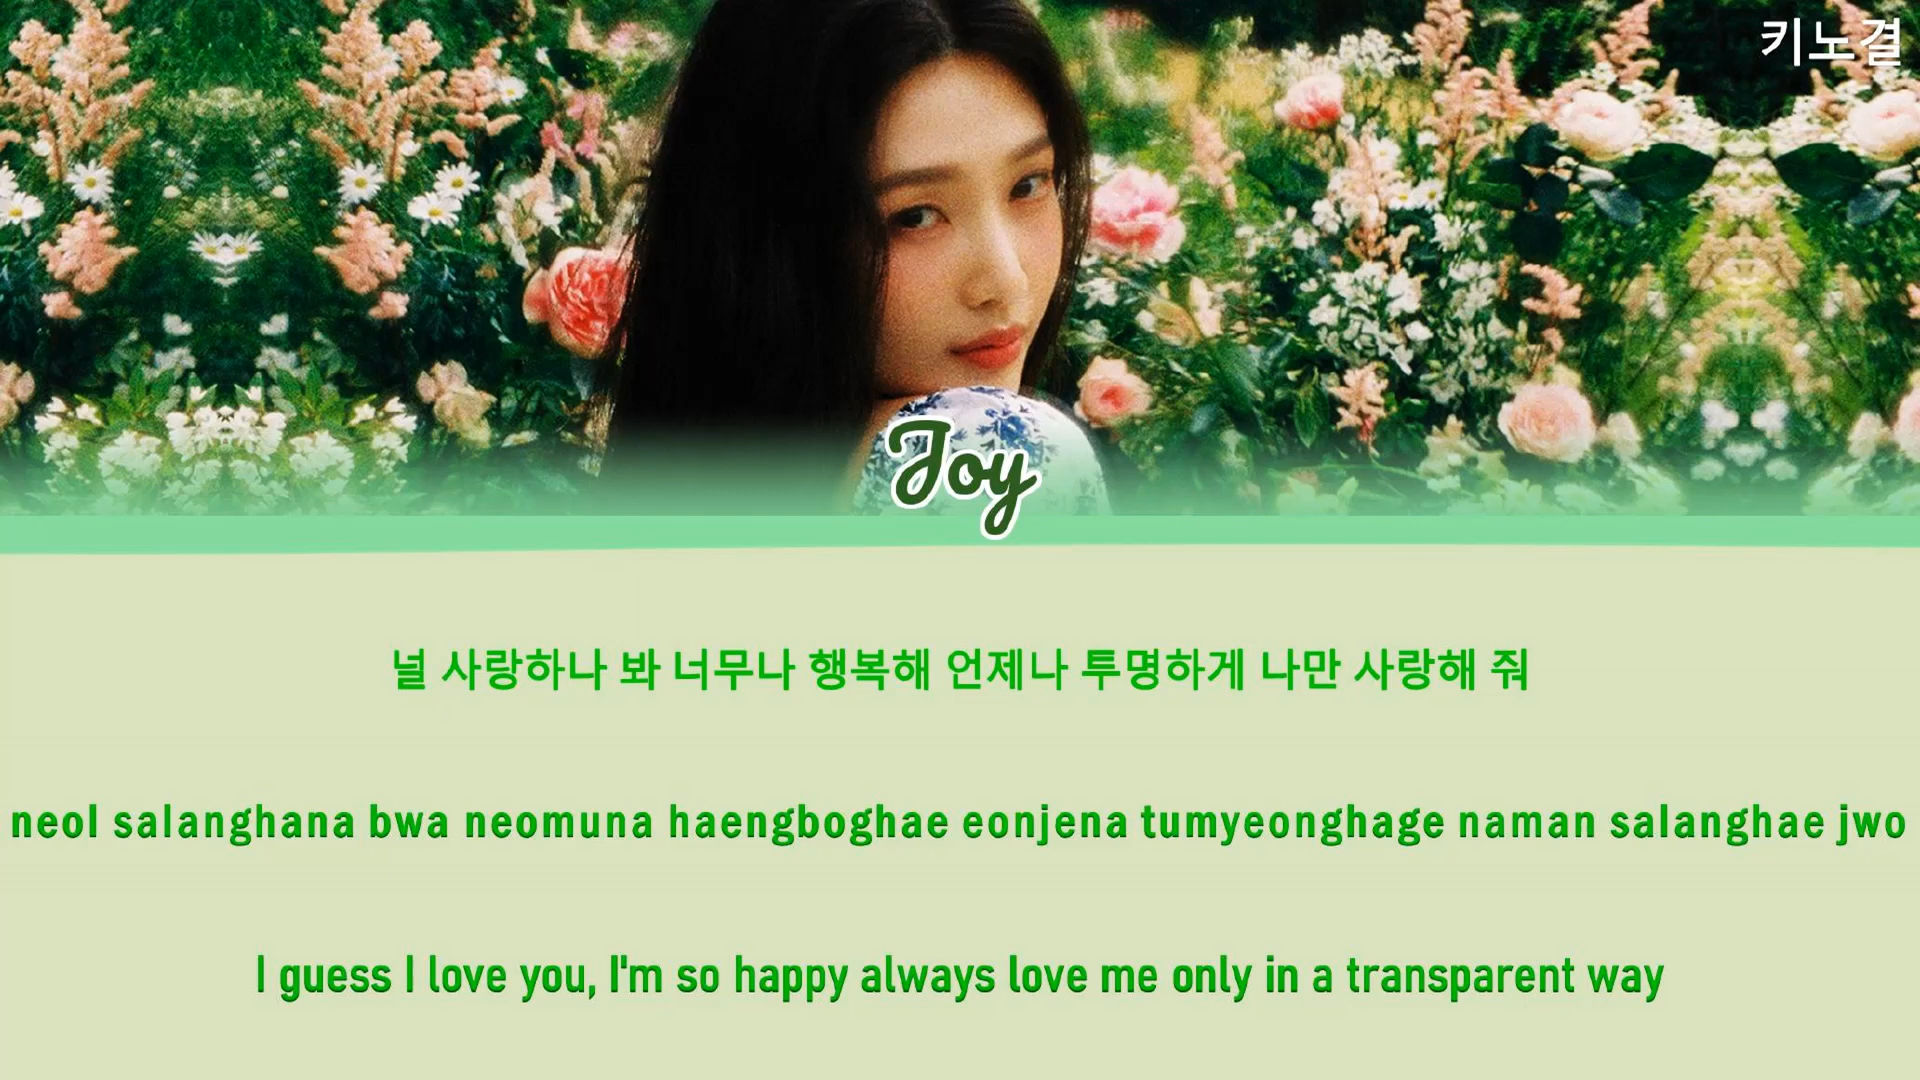 키노결
Joy
널 사랑하나 봐 너무나 행복해 언제나 투명하게 나만 사랑해 줘
neol salanghana bwa neomuna haengboghae eonjena tumyeonghage naman salanghae jwo
I guess I love you, I'm so happy always love me only in a transparent way